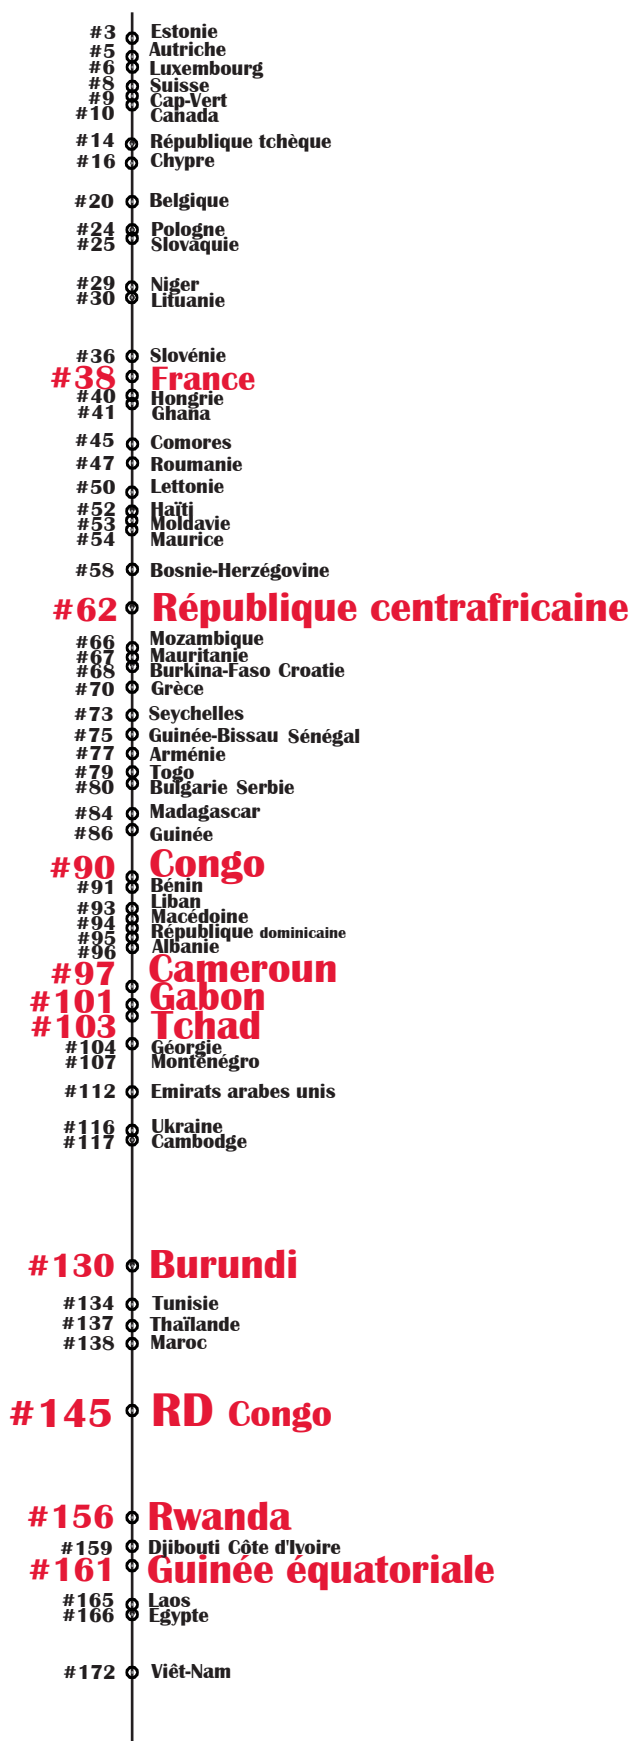 #3 Estonie
#5 Autriche
#6 Luxembourg
#8 Suisse
#9 Cap-Vert
#10 Canada
#14 République tchèque
#16 Chypre
#20 Belgique
#24 Pologne
#25 Slovaquie
#29 Niger
#30 Lituanie
#36 Slovénie
#38 France
#40 Hongrie
#41 Ghana
#45 Comores
#47 Roumanie
#50 Lettonie
#52 Haïti
#53 Moldavie
#54 Maurice
#58 Bosnie-Herzégovine
#62 République centrafricaine
#66 Mozambique
#67 Mauritanie
#68 Burkina-Faso Croatie
#70 Grèce
#73 Seychelles
#75 Guinée-Bissau Sénégal
#77 Arménie
#79 Togo
#80 Bulgarie Serbie
#84 Madagascar
#86 Guinée
#90 Congo
#91 Bénin
#93 Liban
#94 Macédoine
#95 République dominicaine
#96 Albanie
#97 Cameroun
#101 Gabon
#103 Tchad
#104 Géorgie
#107 Monténégro
#112 Emirats arabes unis
#116 Ukraine
#117 Cambodge
#130 Burundi
#134 Tunisie
#137 Thaïlande
#138 Maroc
#145 RD Congo
#156 Rwanda
#159 Djibouti Côte d'Ivoire
#161 Guinée équatoriale
#165 Laos
#166 Egypte
#172 Viêt-Nam